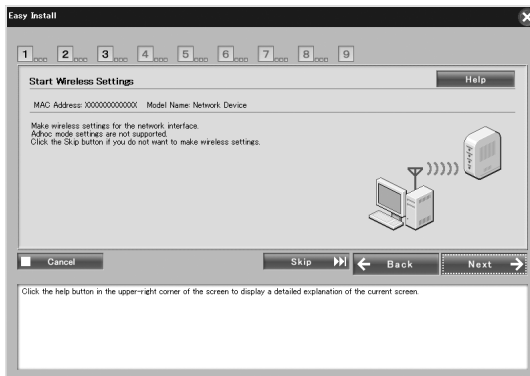 Easy Install
1 2 3 4 5 6 7 8 9
Start Wireless Settings
Help
MAC Address: XXXXXXXXXXXX Model Name: Network Device
Make wireless settings for the network interface.
Adhoc mode settings are not supported.
Click the Skip button if you do not want to make wireless settings.
Cancel Skip Back Next
Click the help button in the upper-right corner of the screen to display a detailed explanation of the current screen.